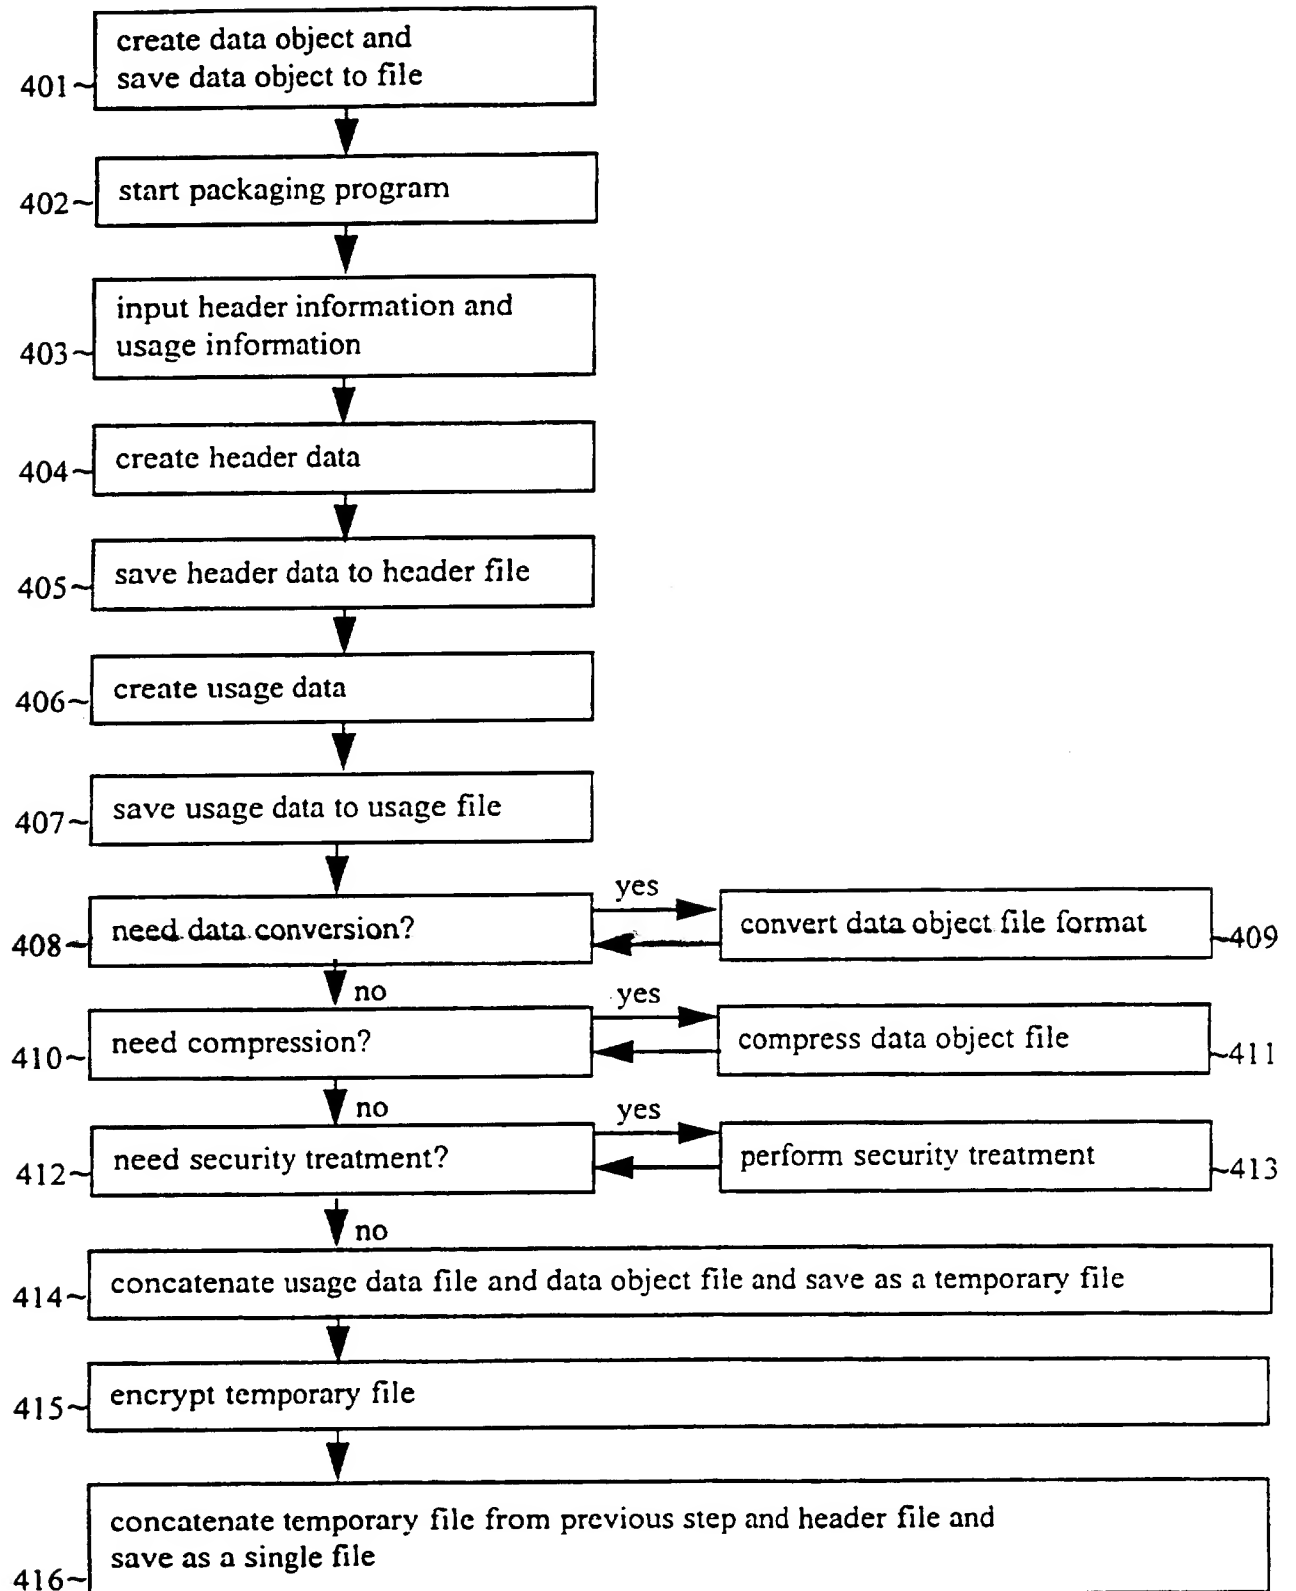 create data object and
save data object to file
401~
start packaging program
402~
input header information and
usage information
403~
create header data
404~
save header data to header file
405~
create usage data
406~
save usage data to usage file
407~
yes
need data conversion?
convert data object file format
408~
~409
no
yes
need compression?
compress data object file
410~
~411
no
yes
need security treatment?
perform security treatment
412~
~413
no
concatenate usage data file and data object file and save as a temporary file
414~
encrypt temporary file
415~
concatenate temporary file from previous step and header file and
save as a single file
416~